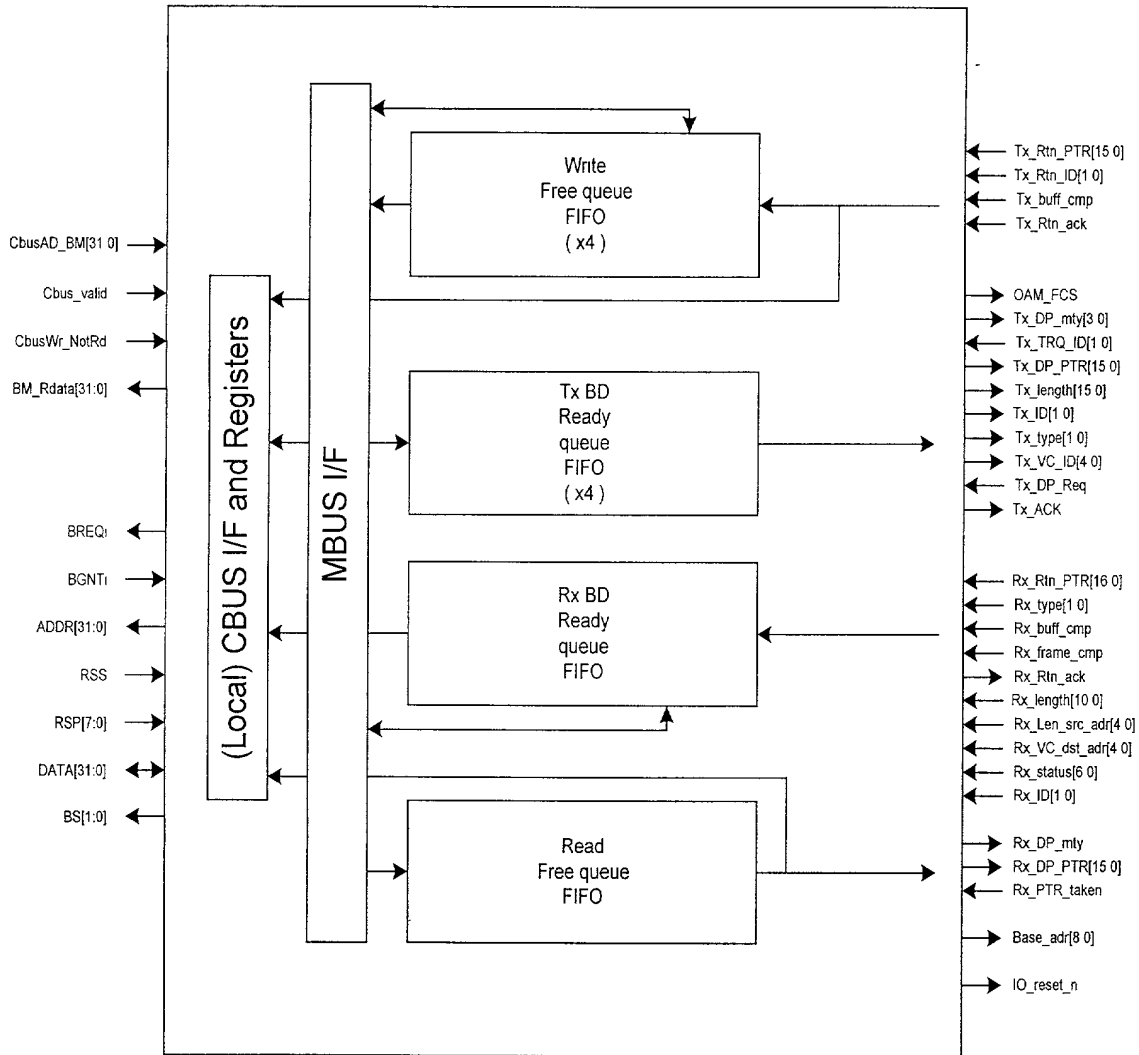 CbusAD_BM[31 0]
Cbus_valid
CbusWr_NotRd
BM_Rdata[31:0]
BREQi
BGNTi
ADDR[31:0]
RSS
RSP[7:0]
DATA[31:0]
BS[1:0]
(Local) CBUS I/F and Registers
MBUS I/F
Write
Free queue
FIFO
( x4 )
Tx BD
Ready
queue
FIFO
( x4 )
Rx BD
Ready
queue
FIFO
Read
Free queue
FIFO
Tx_Rtn_PTR[15 0]
Tx_Rtn_ID[1 0]
Tx_buff_cmp
Tx_Rtn_ack
OAM_FCS
Tx_DP_mty[3 0]
Tx_TRQ_ID[1 0]
Tx_DP_PTR[15 0]
Tx_length[15 0]
Tx_ID[1 0]
Tx_type[1 0]
Tx_VC_ID[4 0]
Tx_DP_Req
Tx_ACK
Rx_Rtn_PTR[16 0]
Rx_type[1 0]
Rx_buff_cmp
Rx_frame_cmp
Rx_Rtn_ack
Rx_length[10 0]
Rx_Len_src_adr[4 0]
Rx_VC_dst_adr[4 0]
Rx_status[6 0]
Rx_ID[1 0]
Rx_DP_mty
Rx_DP_PTR[15 0]
Rx_PTR_taken
Base_adr[8 0]
IO_reset_n